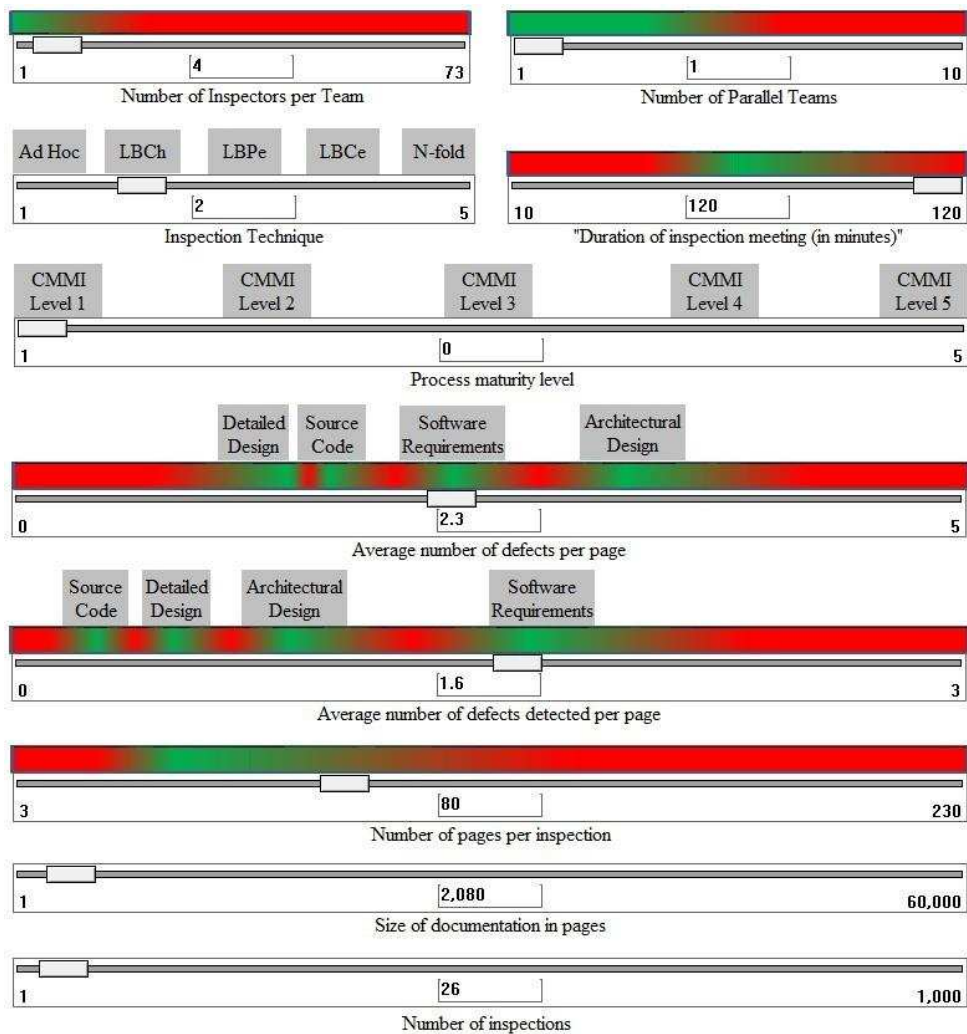 1 4 73 1 1 10
Number of Inspectors per Team Number of Parallel Teams
Ad Hoc LBCh LBPe LBCe N-fold
1 2 5 10 120 120
Inspection Technique "Duration of inspection meeting (in minutes)"
CMMI CMMI CMMI CMMI CMMI
Level 1 Level 2 Level 3 Level 4 Level 5
1 0 5
Process maturity level
Detailed Source Software Architectural
Design Code Requirements Design
0 2.3 5
Average number of defects per page
Source Detailed Architectural Software
Code Design Design Requirements
0 1.6 3
Average number of defects detected per page
3 80 230
Number of pages per inspection
1 2,080 60,000
Size of documentation in pages
1 26 1,000
Number of inspections